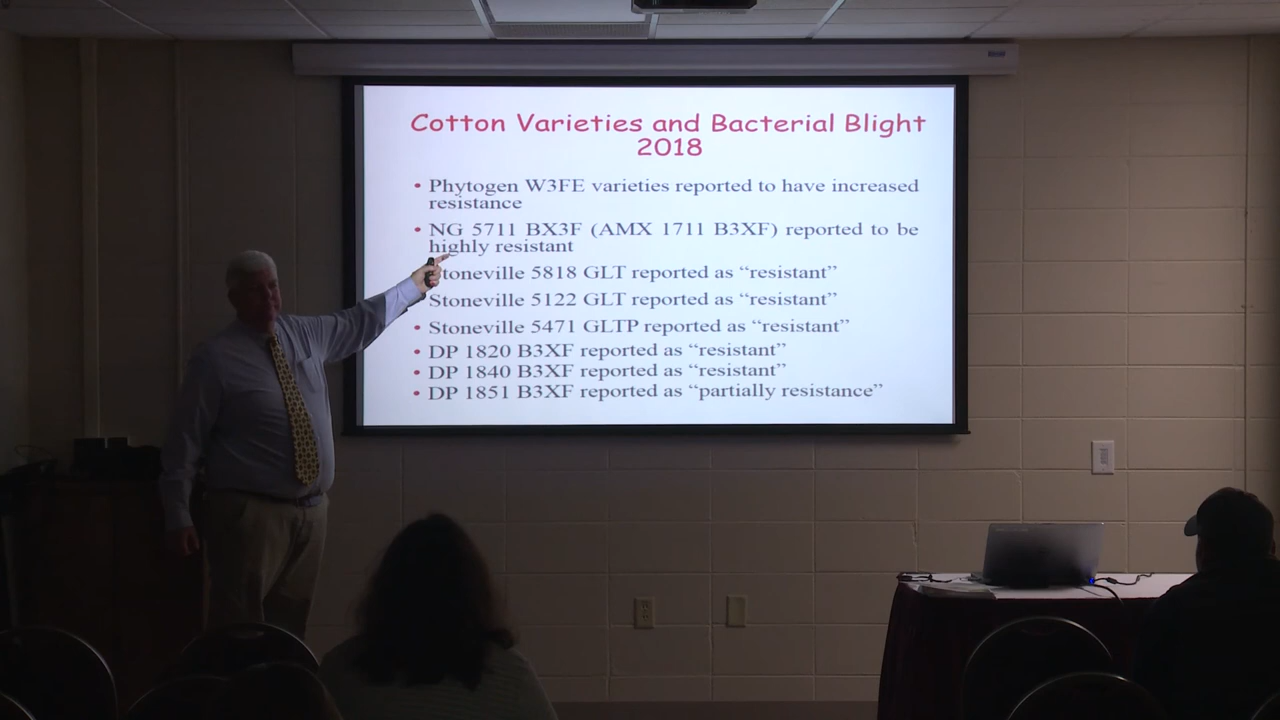 Cotton Varieties and Bacterial Blight
2018
• Phytogen W3FE varieties reported to have increased
resistance
• NG 5711 BX3F (AMX 1711 B3XF) reported to be
highly resistant
toneville 5818 GLT reported as “resistant”
Stoneville 5122 GLT reported as “resistant”
• Stoneville 5471 GLTP reported as “resistant”
• DP 1820 B3XF reported as “resistant”
• DP 1840 B3XF reported as “resistant”
• DP 1851 B3XF reported as “partially resistance”